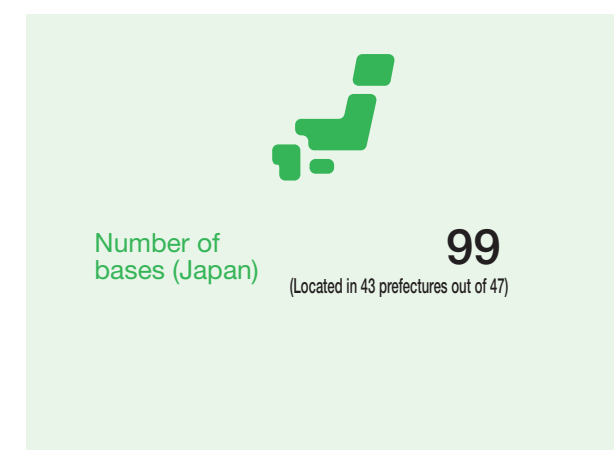 Number of
bases (Japan)
99
(Located in 43 prefectures out of 47)